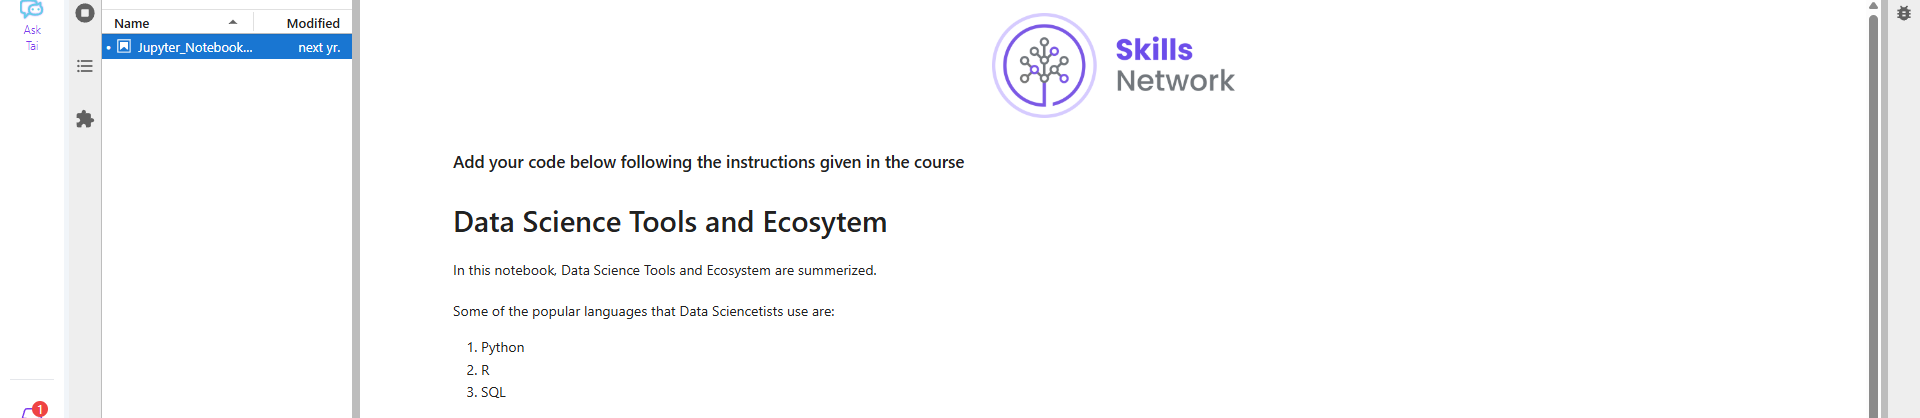 Ask
Tai
1
Name
Modified
Jupyter_Notebook...
next yr.
Skills
Network
Add your code below following the instructions given in the course
Data Science Tools and Ecosytem
In this notebook, Data Science Tools and Ecosystem are summerized.
Some of the popular languages that Data Sciencetists use are:
1. Python
2. R
3. SQL